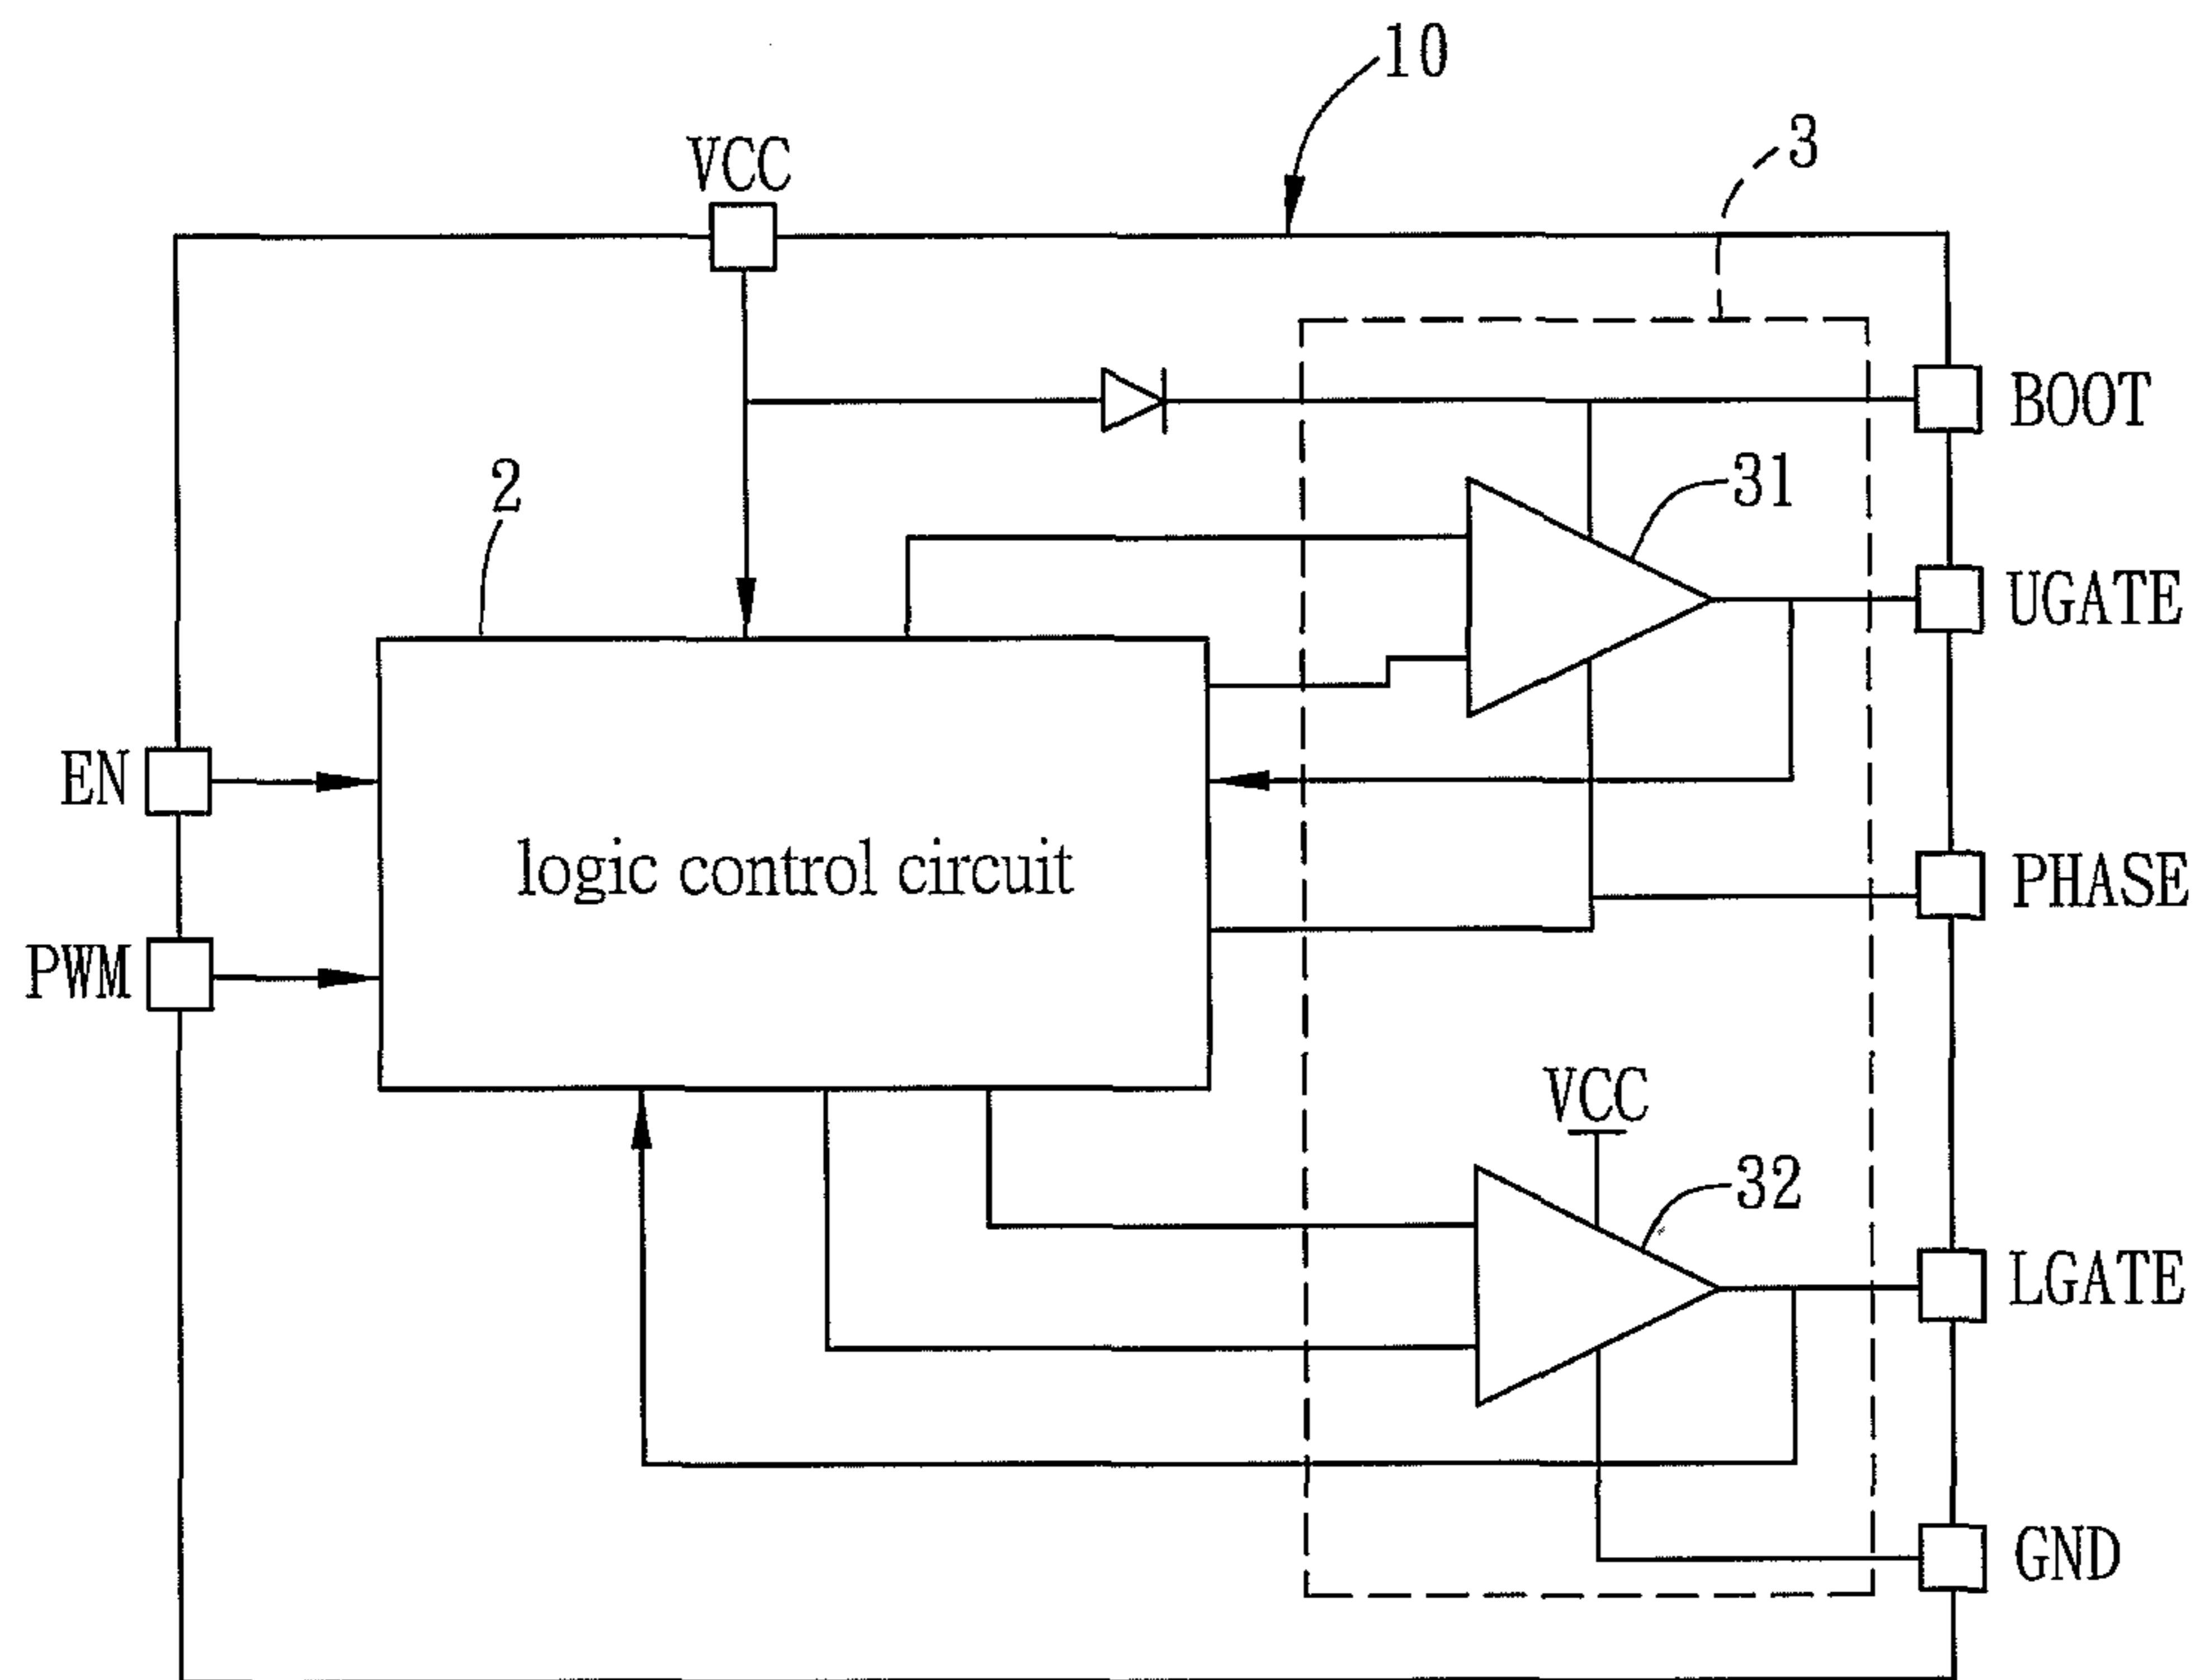 10
3
VCC
BOOT
31
2
UGATE
EN
logic control circuit
PHASE
PWM
VCC
32
LGATE
GND